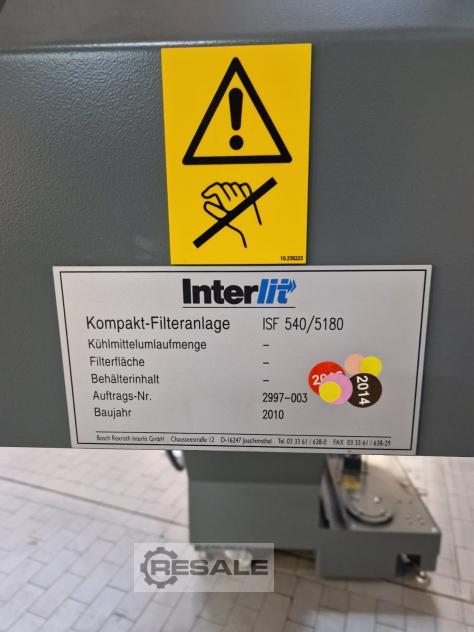 10.235223
Interlit
Kompakt-Filteranlage ISF 540/5180
Kühlmittelumlaufmenge –
Filterfläche –
Behälterinhalt –
Auftrags-Nr. 2997-003
Baujahr 2010
2014
Bosch Rexroth Interlit GmbH Chausseestraße 12 D-16247 Joachimsthal Tel. 03 33 61 / 638-0 FAX 03 33 61 / 638-29
RESALE